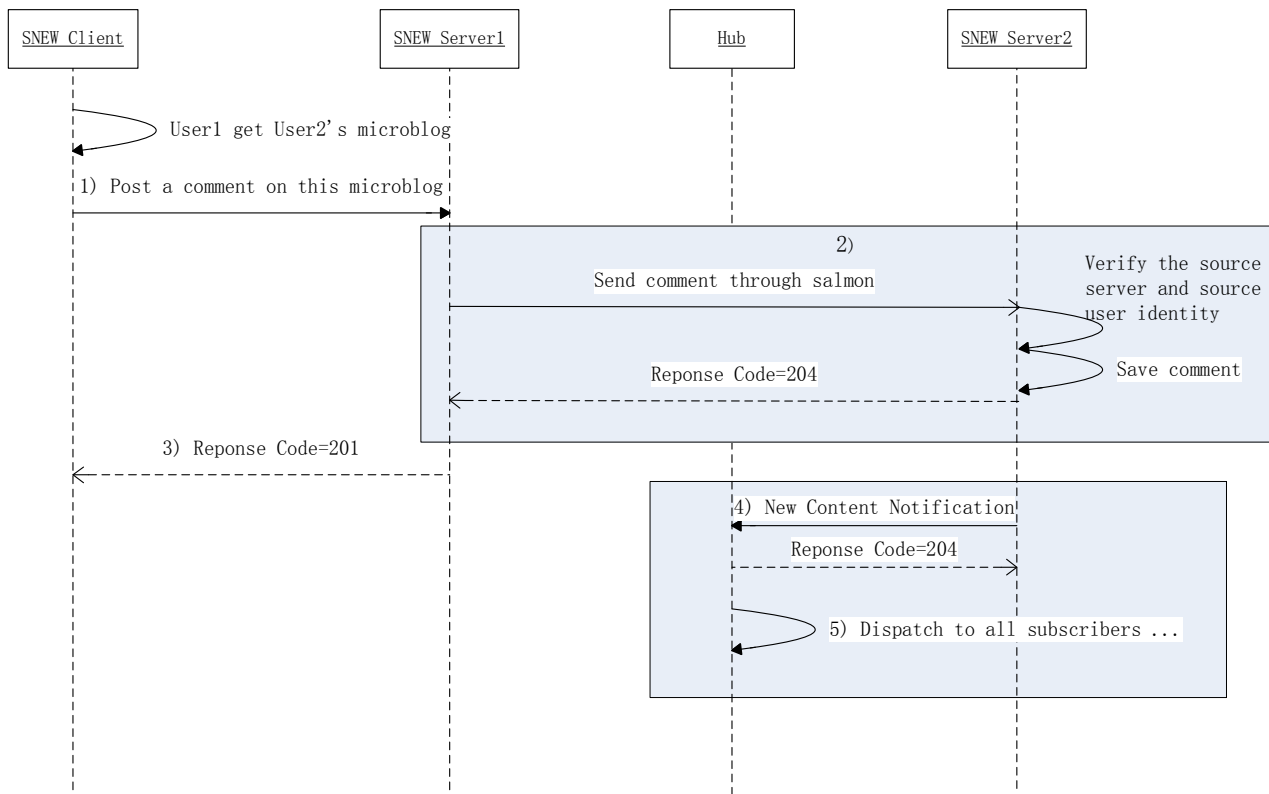 SNEW Client
SNEW Server1
Hub
SNEW Server2
User1 get User2's microblog
1) Post a comment on this microblog
2)
Send comment through salmon
Verify the source
server and source
user identity
Reponse Code=204
Save comment
3) Reponse Code=201
4) New Content Notification
Reponse Code=204
5) Dispatch to all subscribers ...